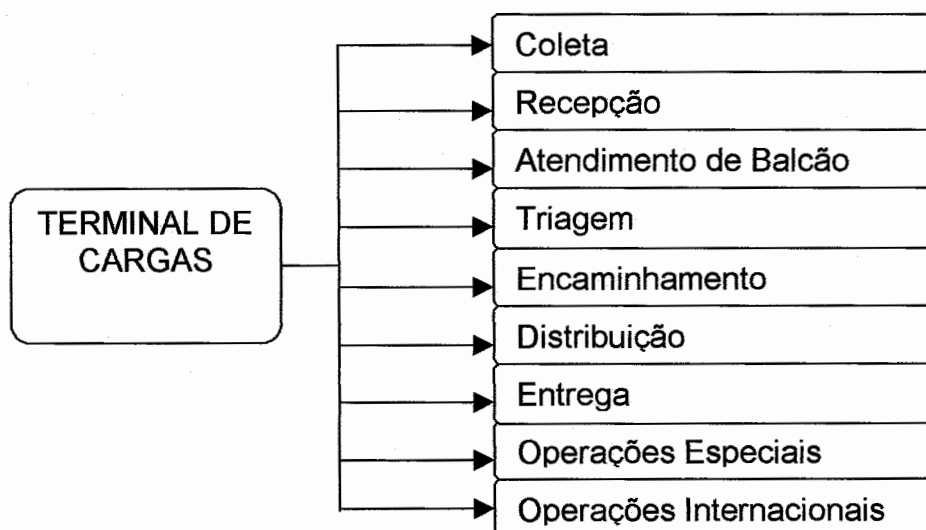 TERMINAL DE
CARGAS
Coleta
Recepção
Atendimento de Balcão
Triagem
Encaminhamento
Distribuição
Entrega
Operações Especiais
Operações Internacionais